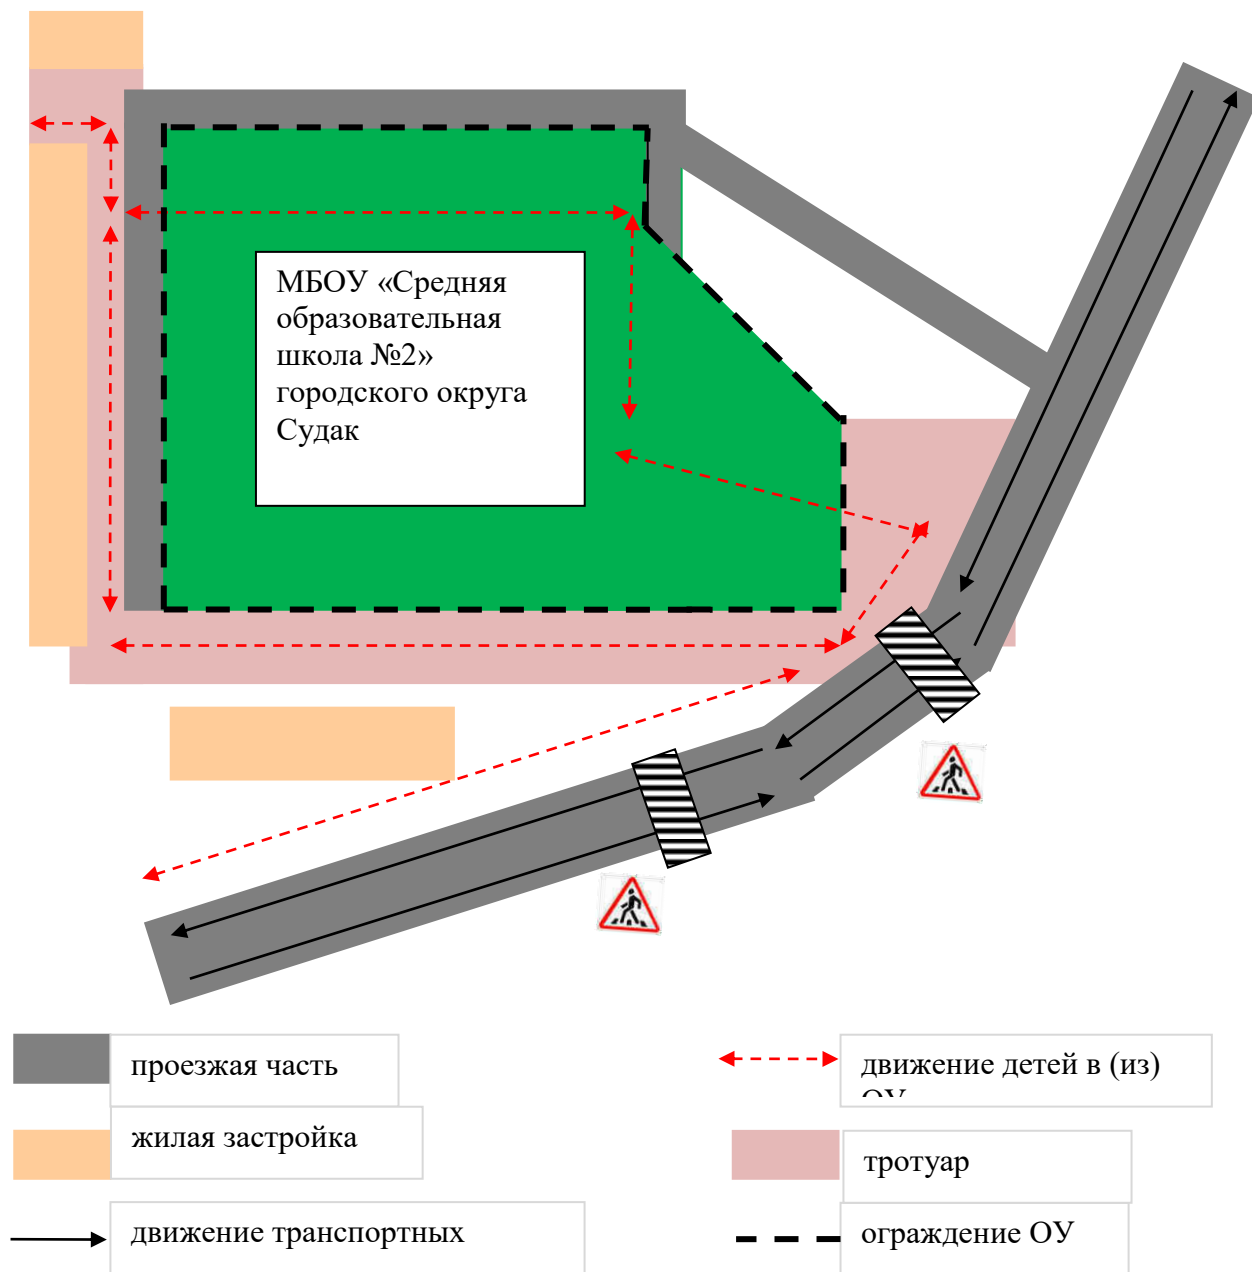 МБОУ «Средняя
образовательная
школа №2»
городского округа
Судак
проезжая часть
движение детей в (из)
ОУ
жилая застройка
тротуар
движение транспортных
ограждение ОУ